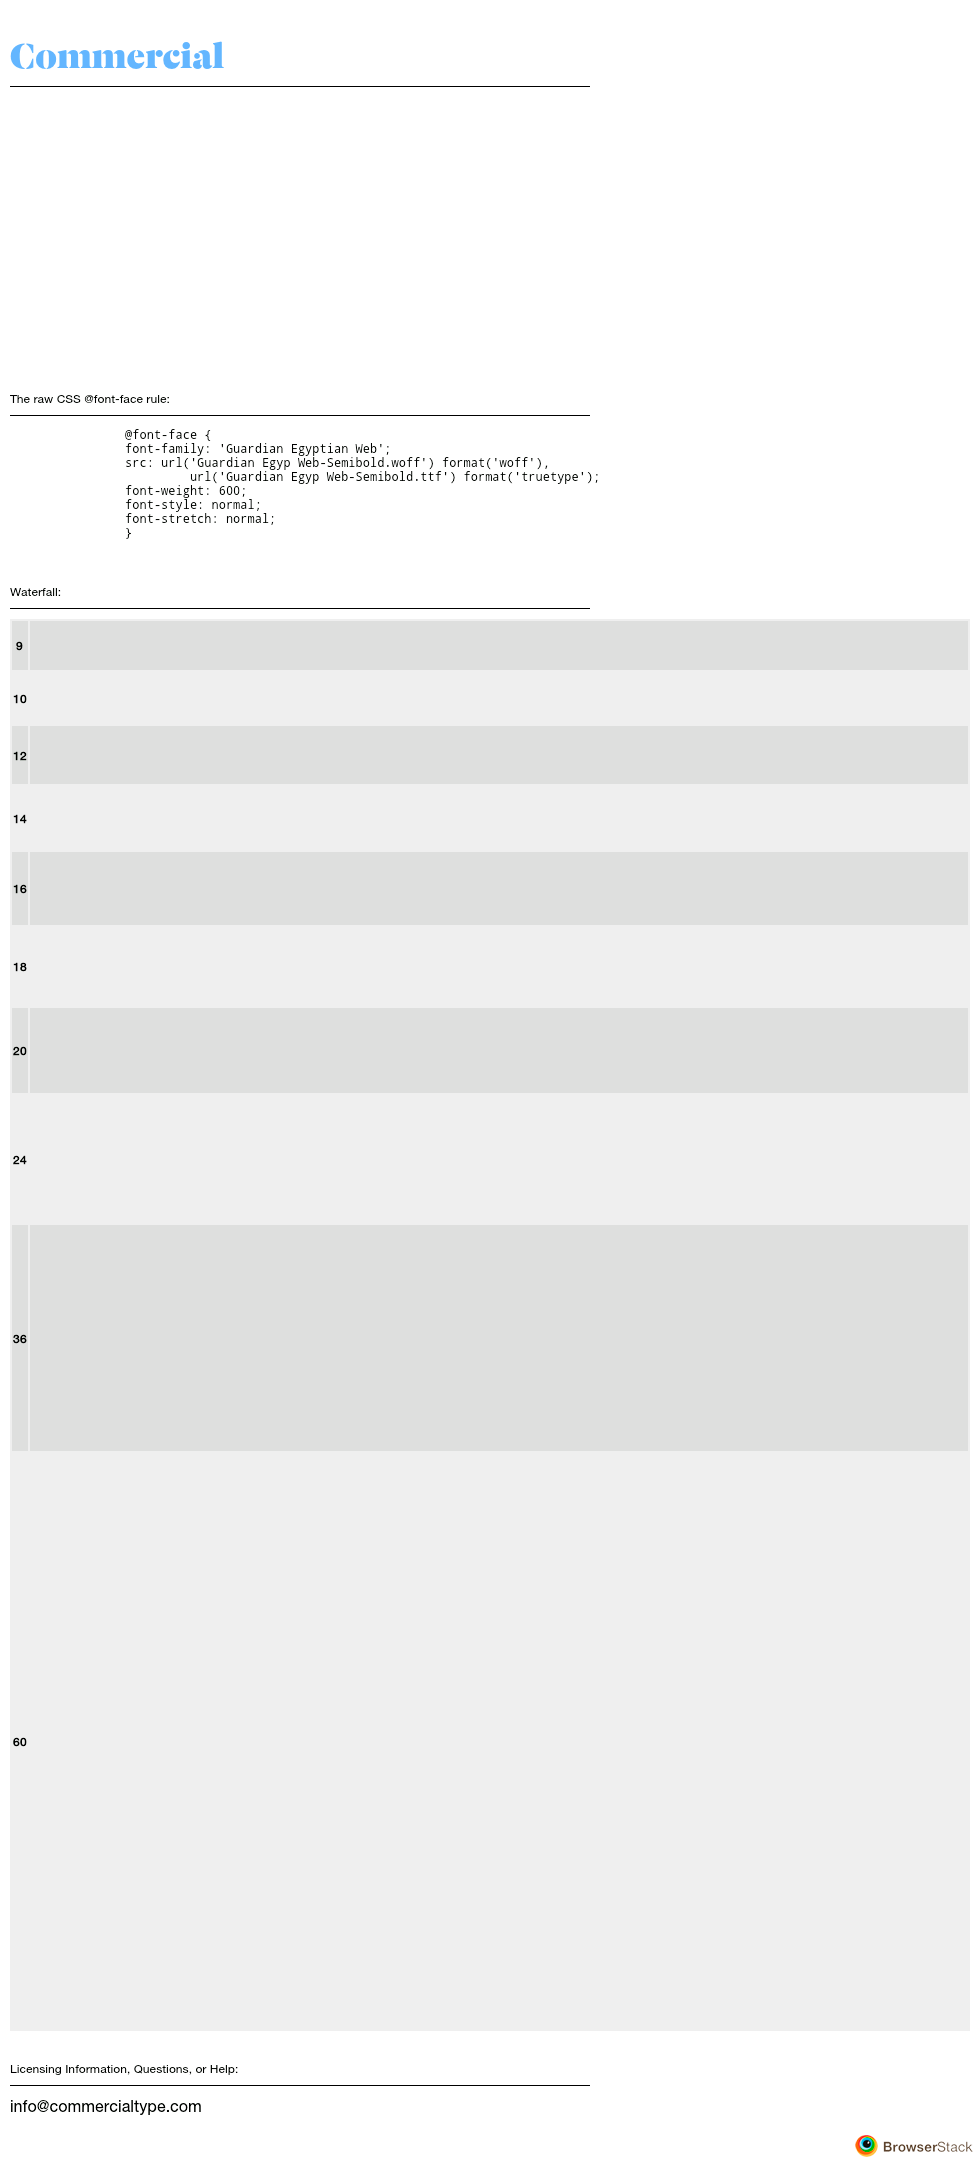 Commercial
The raw CSS @font-face rule:
@font-face {
font-family: 'Guardian Egyptian Web';
src: url('Guardian Egyp Web-Semibold.woff') format('woff'),
url('Guardian Egyp Web-Semibold.ttf') format('truetype');
font-weight: 600;
font-style: normal;
font-stretch: normal;
}
Waterfall:
9
10
12
14
16
18
20
24
36
60
Licensing Information, Questions, or Help:
info@commercialtype.com
BrowserStack